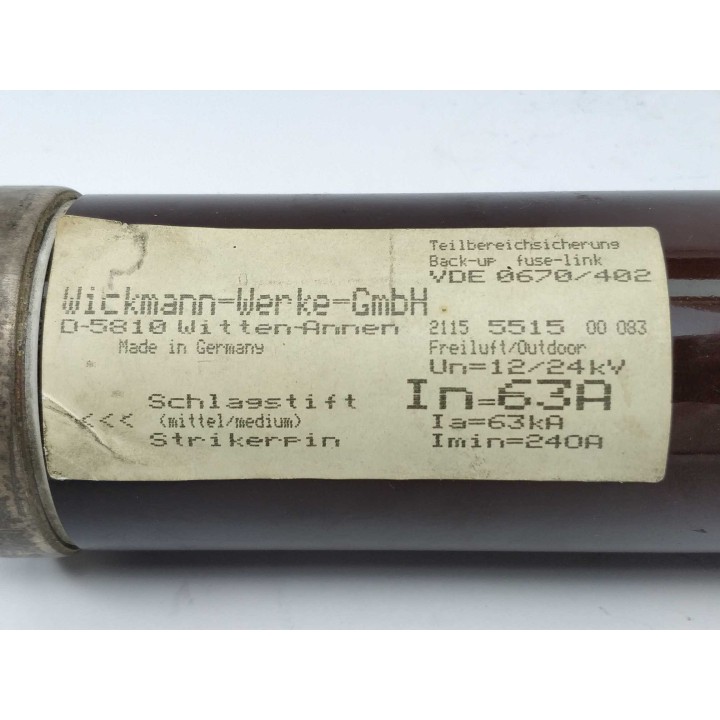 Wickmann-Werke-GmbH
D-5810 Witten-Annen
Made in Germany
Schlagstift
<<< (mittel/medium)
Strikerpin
Teilbereichsicherung
Back-up fuse-link
VDE 0670/402
2115 5515 00 083
Freiluft/Outdoor
Un=12/24kV
In=63A
Ia=63kA
Imin=240A